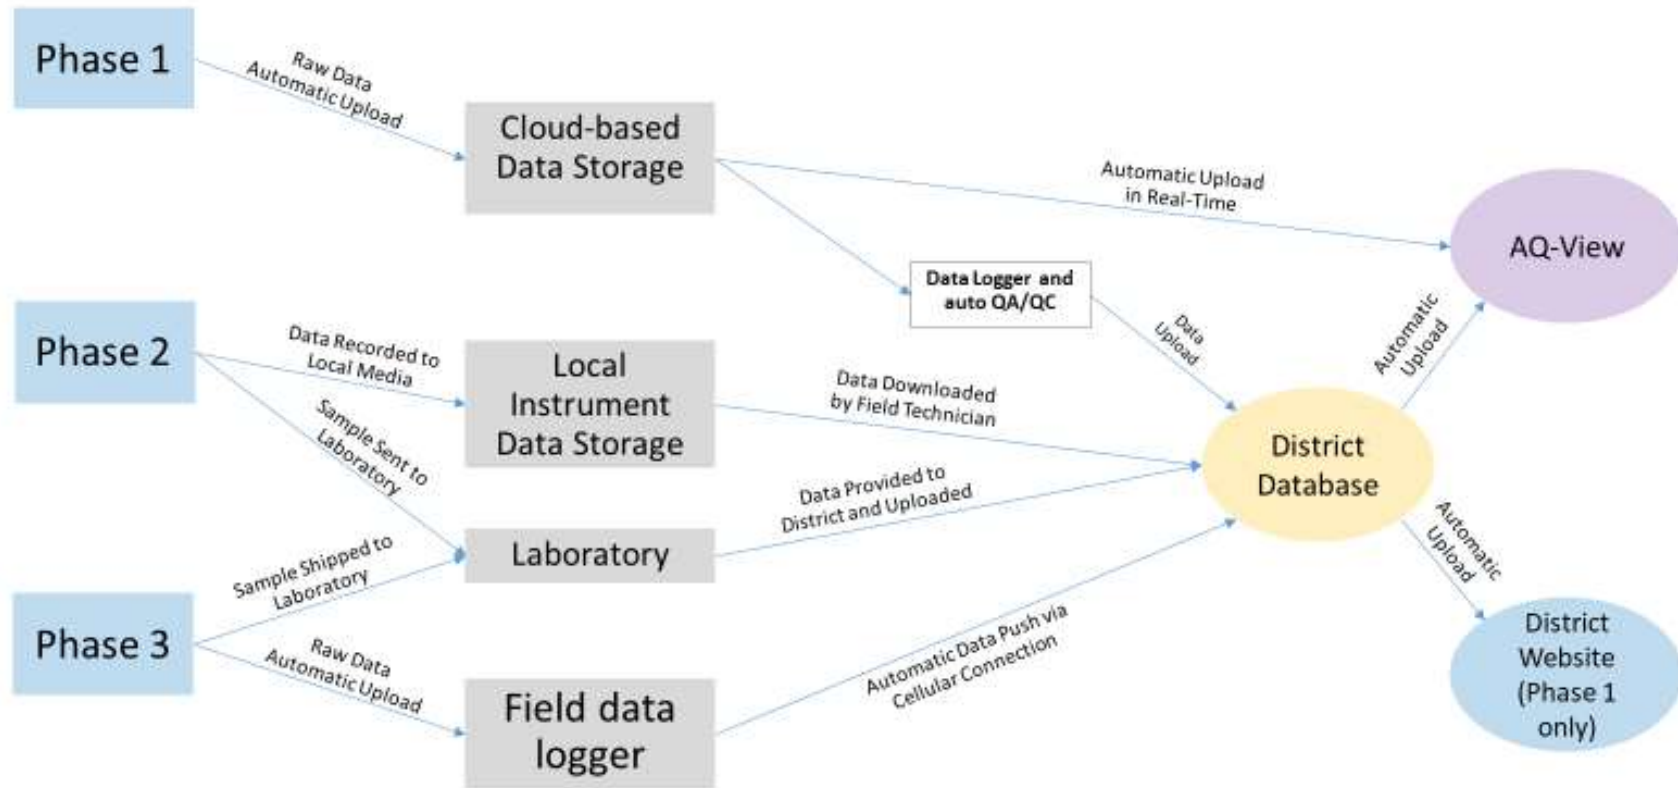 Phase 1
Raw Data
Automatic Upload
Cloud-based
Data Storage
Automatic Upload
in Real-Time
AQ-View
Data Logger and
auto QA/QC
Data
Upload
Automatic
Upload
Phase 2
Data Recorded to
Local Media
Local
Instrument
Data Storage
Data Downloaded
by Field Technician
Sample Sent to
Laboratory
District
Database
Laboratory
Data Provided to
District and Uploaded
Automatic
Upload
Phase 3
Sample Shipped to
Laboratory
Raw Data
Automatic Upload
Field data
logger
Automatic Data Push via
Cellular Connection
District
Website
(Phase 1
only)